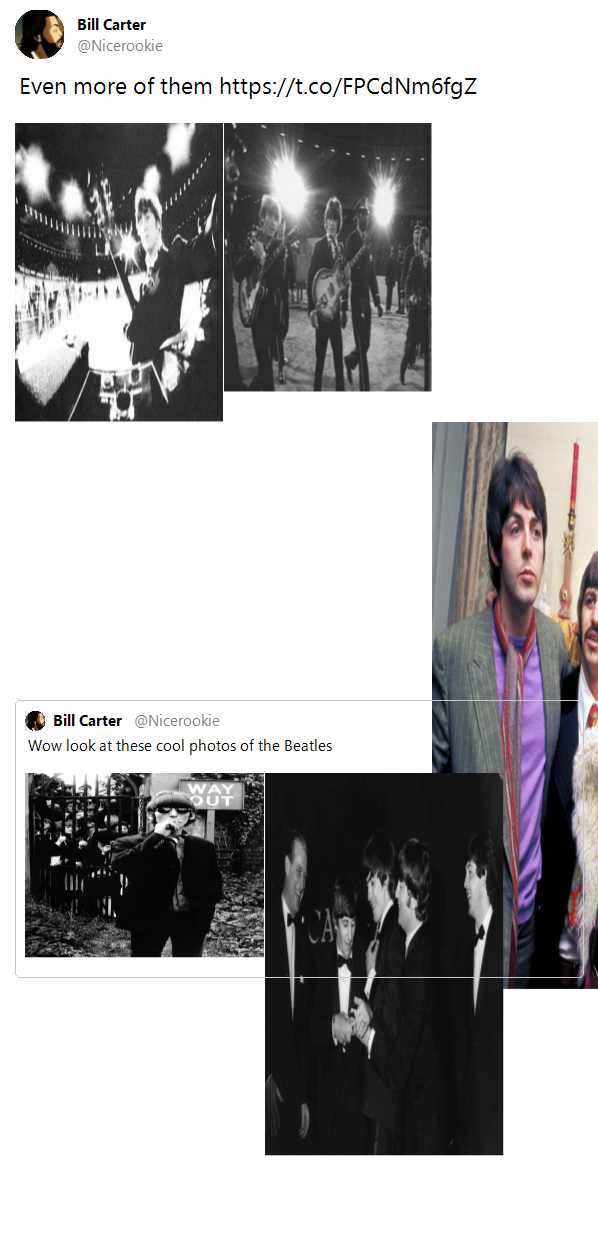 Bill Carter
@Nicerookie
Even more of them https://t.co/FPCdNm6fgZ
Bill Carter @Nicerookie
Wow look at these cool photos of the Beatles
WAY
OUT
CA